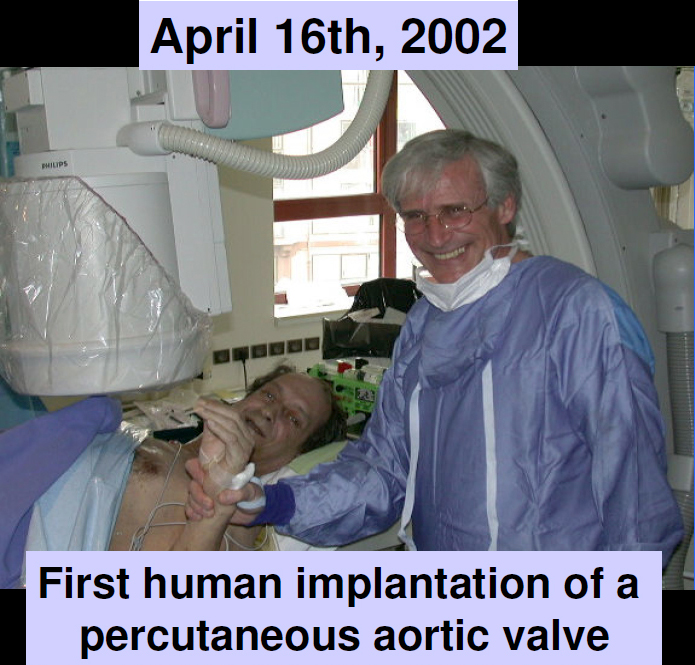 April 16th, 2002
PHILIPS
First human implantation of a
percutaneous aortic valve